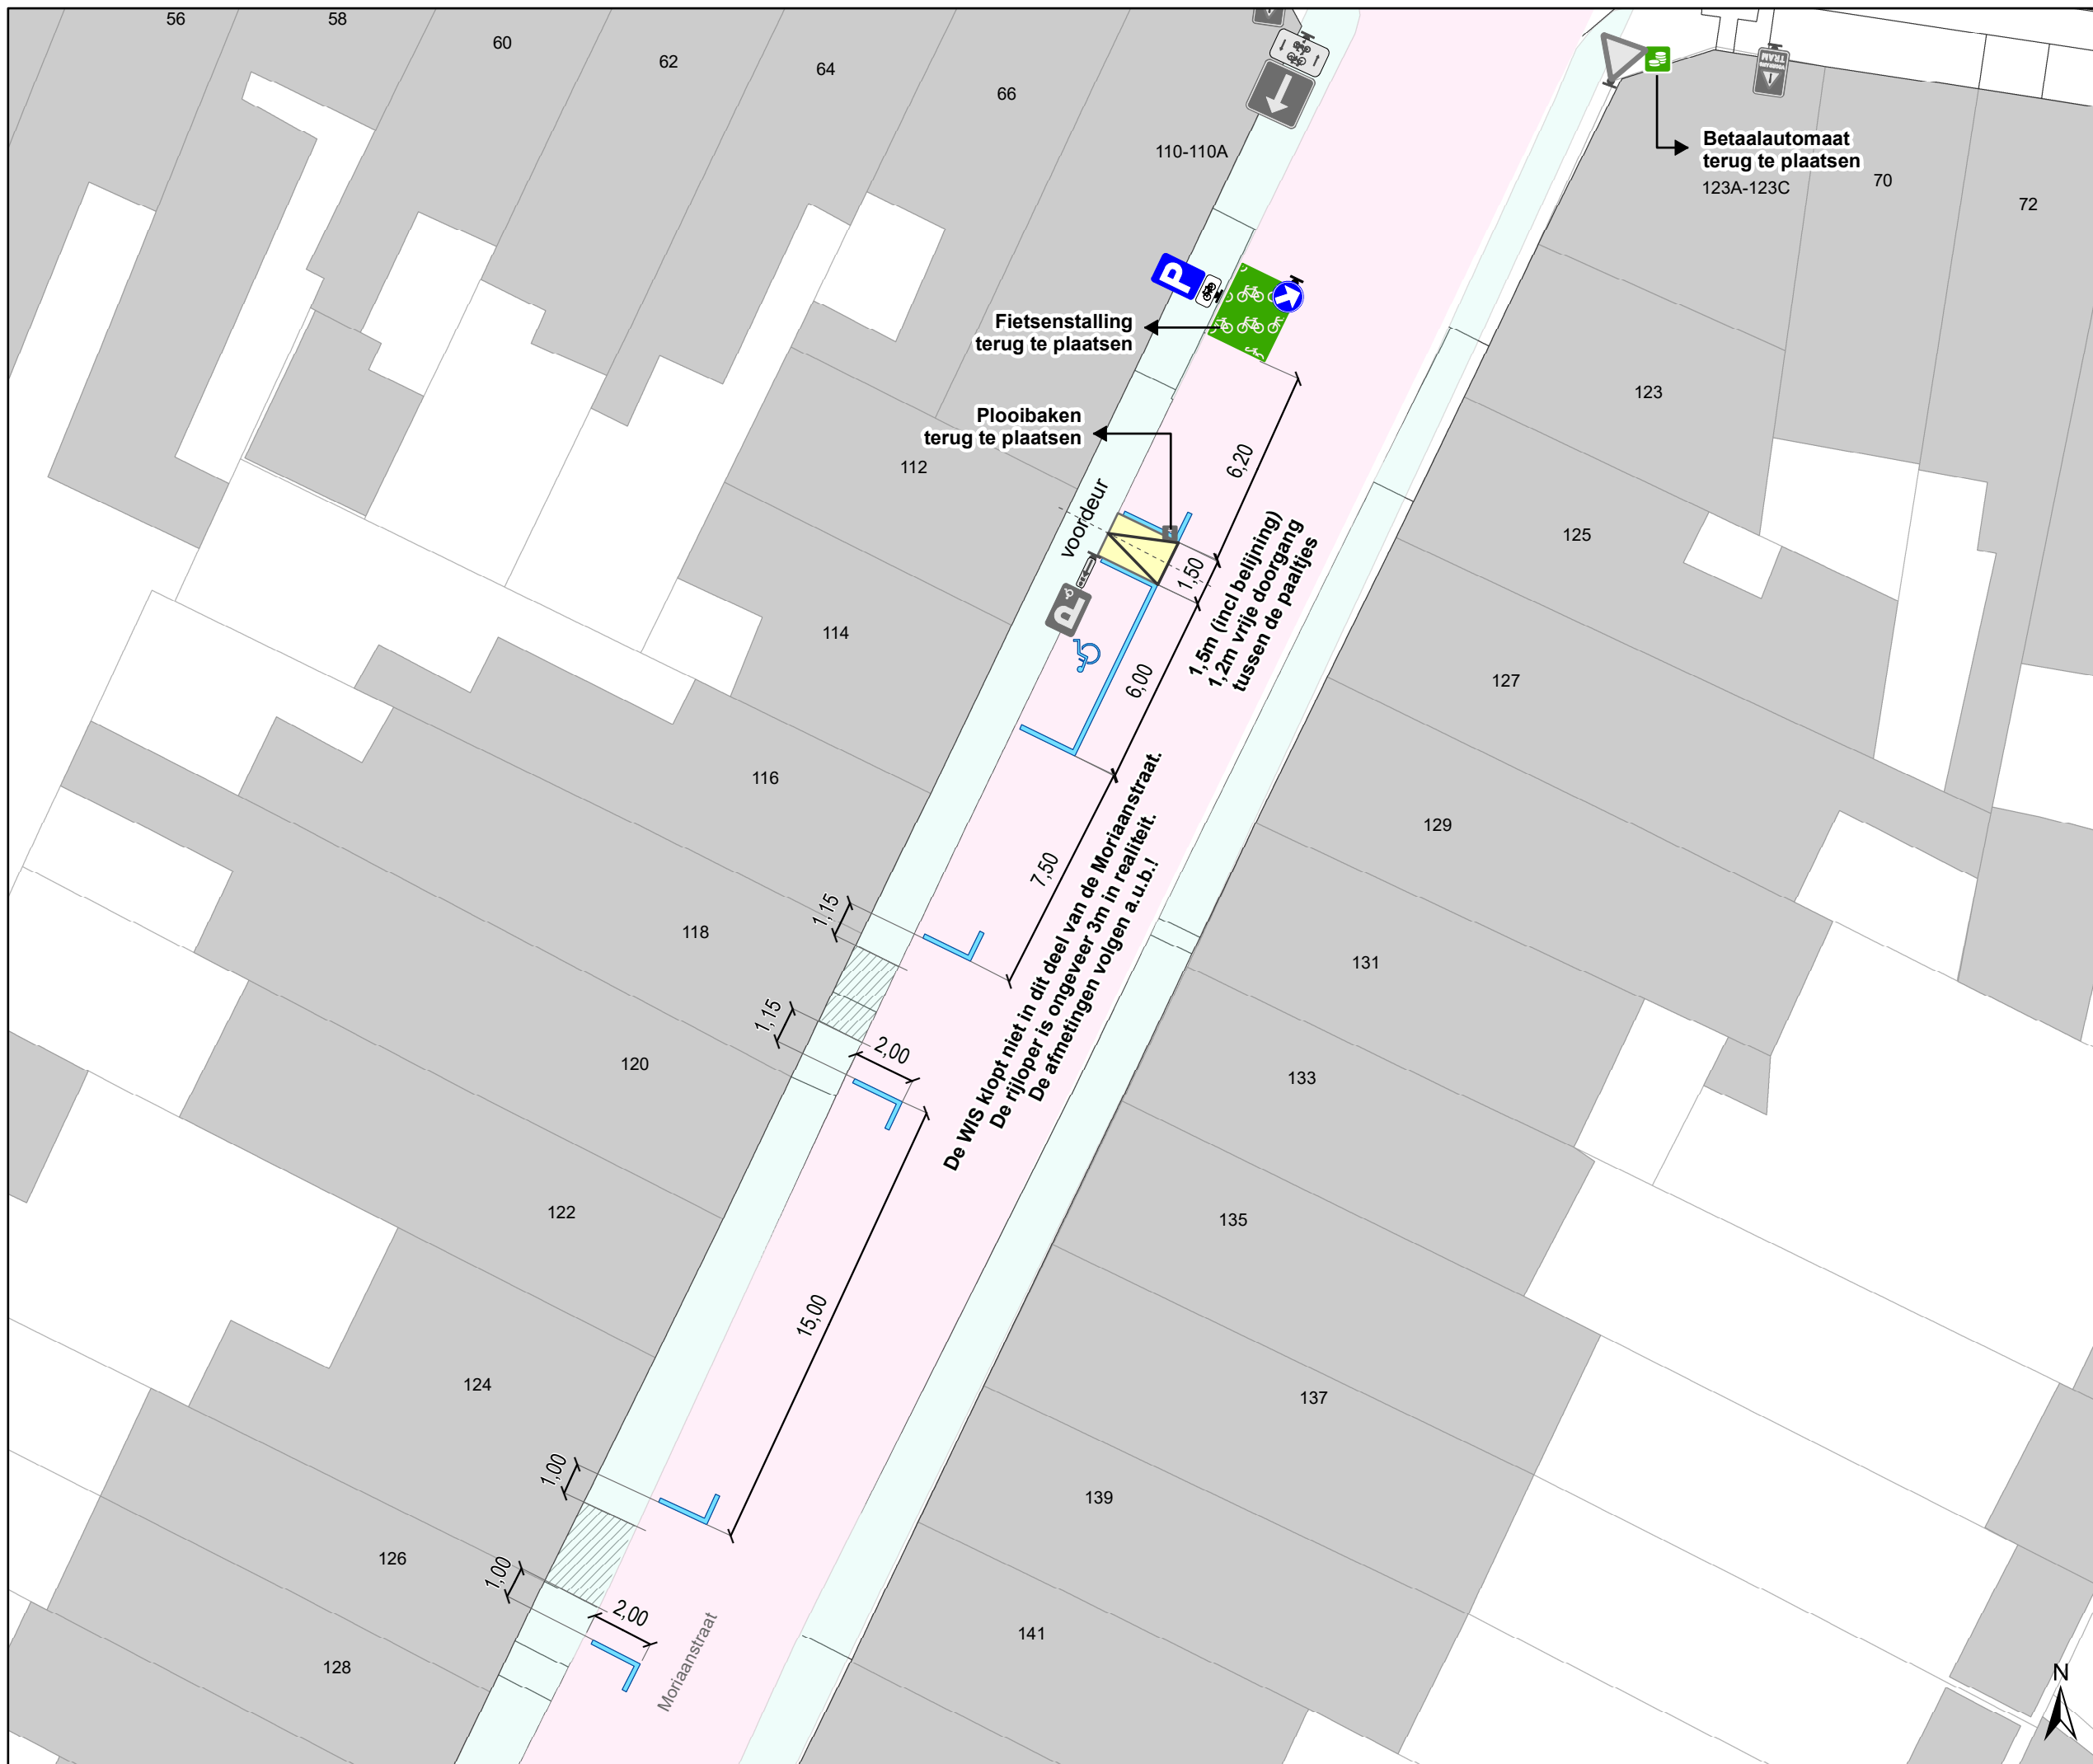 56
58
60
62
64
66
110-110A
Betaalautomaat
terug te plaatsen
123A-123C
70
72
TRAM
P
Fietsenstalling
terug te plaatsen
Plooibaken
terug te plaatsen
voordeur
6,20
1,50
1,5m (incl belijning)
1,2m vrije doorgang
tussen de paaltjes
P
6,00
7,50
De WIS klopt niet in dit deel van de Moriaanstraat.
De rijloper is ongeveer 3m in realiteit.
De afmetingen volgen a.u.b.!
112
114
116
118
120
122
124
126
128
123
125
127
129
131
133
135
137
139
141
1,15
1,15
2,00
15,00
1,00
1,00
2,00
Moriaanstraat
N